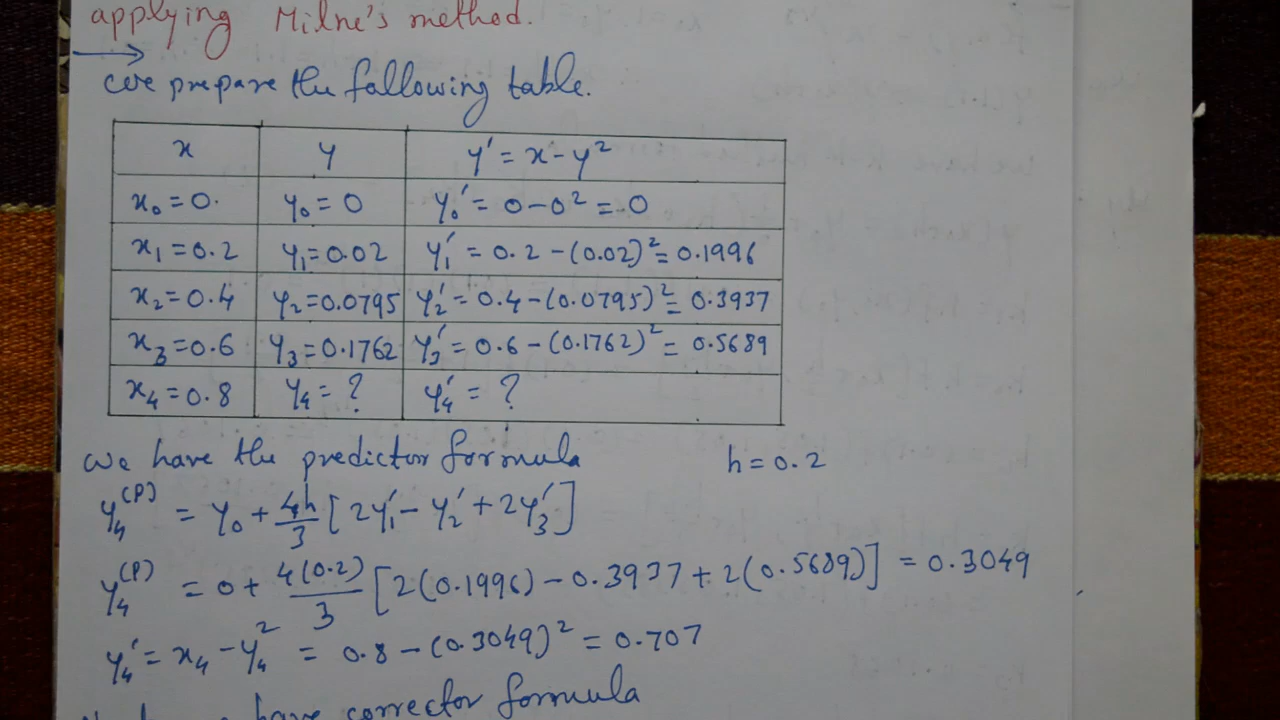 applying Milne's method.
We prepare the following table.
x y y' = x - y²
x₀ = 0. y₀ = 0 y₀' = 0 - 0² = 0
x₁ = 0.2 y₁ = 0.02 y₁' = 0.2 - (0.02)² = 0.1996
x₂ = 0.4 y₂ = 0.0795 y₂' = 0.4 - (0.0795)² = 0.3937
x₃ = 0.6 y₃ = 0.1762 y₃' = 0.6 - (0.1762)² = 0.5689
x₄ = 0.8 y₄ = ? y₄' = ?
We have the predictor formula h = 0.2
y₄^(P) = y₀ + 4h/3 [2y₁' - y₂' + 2y₃']
y₄^(P) = 0 + 4(0.2)/3 [2(0.1996) - 0.3937 + 2(0.5689)] = 0.3049
y₄' = x₄ - y₄² = 0.8 - (0.3049)² = 0.707
have corrector formula